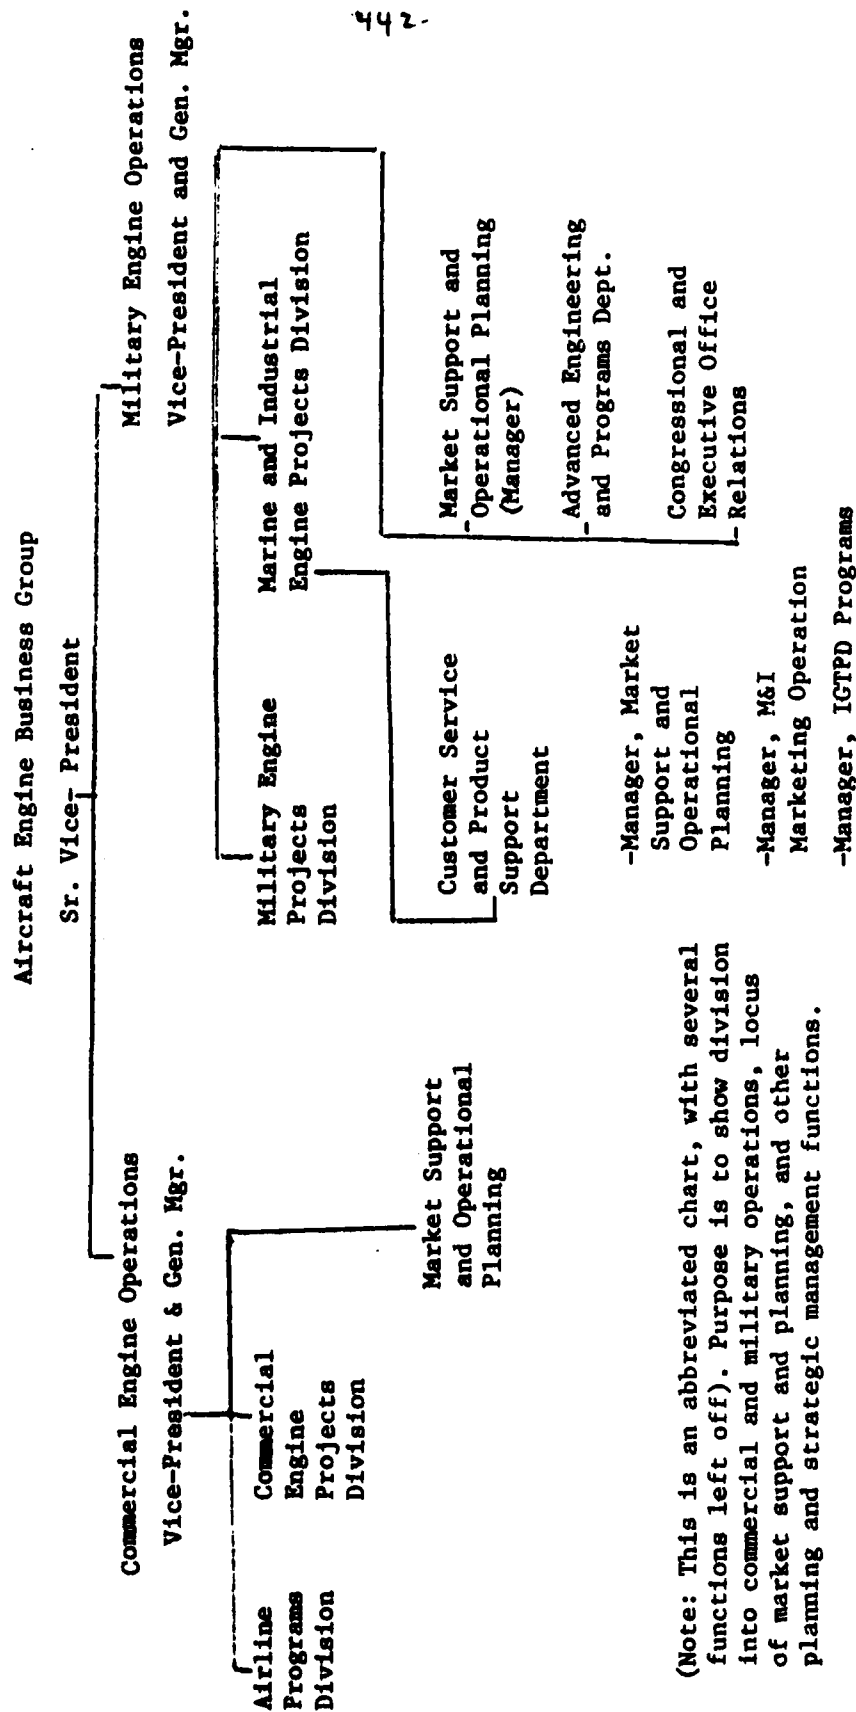 442-
Aircraft Engine Business Group
Sr. Vice- President
Commercial Engine Operations
Vice-President & Gen. Mgr.
Military Engine Operations
Vice-President and Gen. Mgr.
Airline
Programs
Division
Commercial
Engine
Projects
Division
Market Support
and Operational
Planning
Military Engine
Projects
Division
Marine and Industrial
Engine Projects Division
Customer Service
and Product
Support
Department
-Manager, Market
Support and
Operational
Planning
-Manager, M&I
Marketing Operation
-Manager, IGTPD Programs
Market Support and
Operational Planning
(Manager)
Advanced Engineering
and Programs Dept.
Congressional and
Executive Office
Relations
(Note: This is an abbreviated chart, with several
functions left off). Purpose is to show division
into commercial and military operations, locus
of market support and planning, and other
planning and strategic management functions.